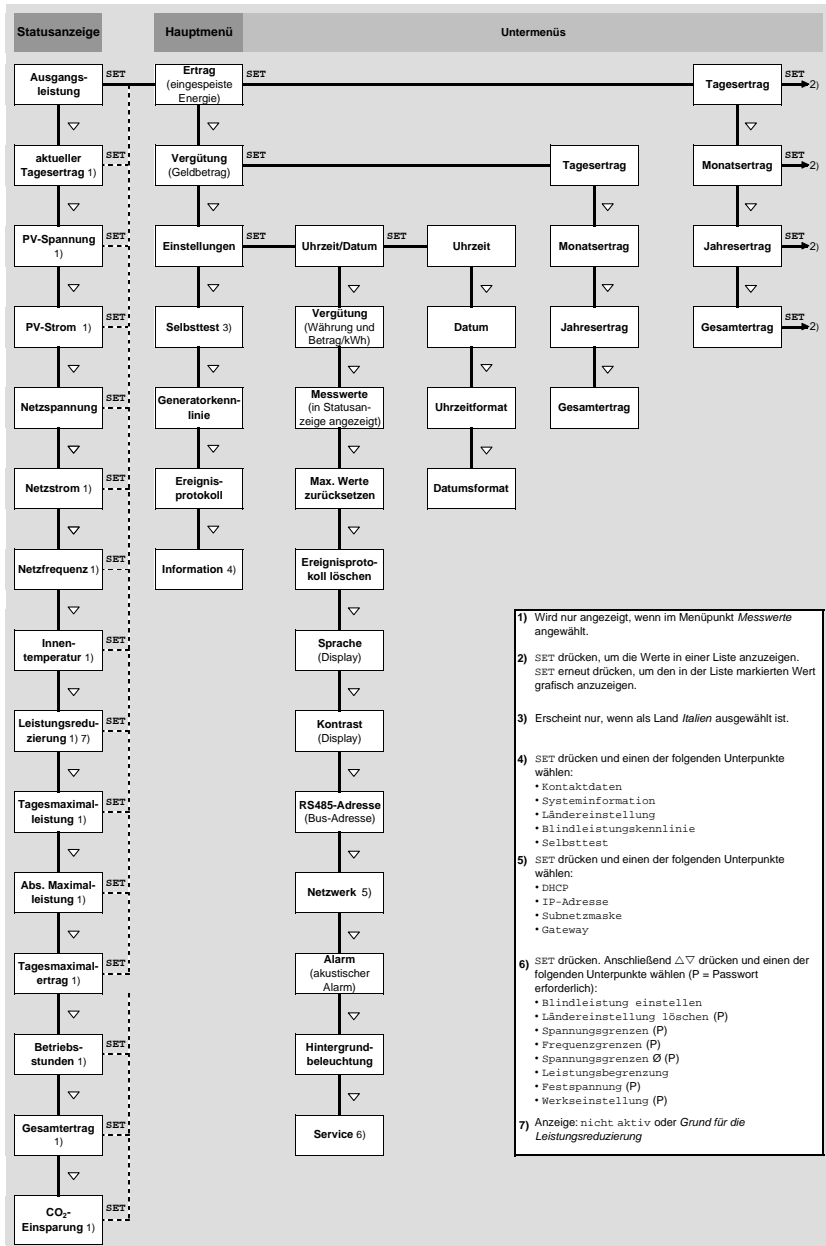 Statusanzeige
Hauptmenü
Untermenüs
Ausgangs-
leistung
SET
aktueller
Tagesertrag 1)
SET
PV-Spannung
1)
SET
PV-Strom 1)
SET
Netzspannung
SET
Netzstrom 1)
SET
Netzfrequenz 1)
SET
Innen-
temperatur 1)
SET
Leistungsredu-
zierung 1) 7)
SET
Tagesmaximal-
leistung 1)
SET
Abs. Maximal-
leistung 1)
SET
Tagesmaximal-
ertrag 1)
SET
Betriebs-
stunden 1)
SET
Gesamtertrag
1)
SET
CO₂-
Einsparung 1)
SET
Ertrag
(eingespeiste
Energie)
SET
Vergütung
(Geldbetrag)
SET
Einstellungen
SET
Selbsttest 3)
Generatorkenn-
linie
Ereignis-
protokoll
Information 4)
Uhrzeit/Datum
SET
Vergütung
(Währung und
Betrag/kWh)
Messwerte
(in Statusan-
zeige angezeigt)
Max. Werte
zurücksetzen
Ereignisproto-
koll löschen
Sprache
(Display)
Kontrast
(Display)
RS485-Adresse
(Bus-Adresse)
Netzwerk 5)
Alarm
(akustischer
Alarm)
Hintergrund-
beleuchtung
Service 6)
Uhrzeit
Datum
Uhrzeitformat
Datumsformat
Tagesertrag
Monatsertrag
Jahresertrag
Gesamtertrag
Tagesertrag
SET
2)
Monatsertrag
SET
2)
Jahresertrag
SET
2)
Gesamtertrag
SET
2)
1) Wird nur angezeigt, wenn im Menüpunkt Messwerte
angewählt.
2) SET drücken, um die Werte in einer Liste anzuzeigen.
SET erneut drücken, um den in der Liste markierten Wert
grafisch anzuzeigen.
3) Erscheint nur, wenn als Land Italien ausgewählt ist.
4) SET drücken und einen der folgenden Unterpunkte
wählen:
• Kontaktdaten
• Systeminformation
• Ländereinstellung
• Blindleistungskennlinie
• Selbsttest
5) SET drücken und einen der folgenden Unterpunkte
wählen:
• DHCP
• IP-Adresse
• Subnetzmaske
• Gateway
6) SET drücken. Anschließend △▽ drücken und einen der
folgenden Unterpunkte wählen (P = Passwort
erforderlich):
• Blindleistung einstellen
• Ländereinstellung löschen (P)
• Spannungsgrenzen (P)
• Frequenzgrenzen (P)
• Spannungsgrenzen Ø (P)
• Leistungsbegrenzung
• Festspannung (P)
• Werkseinstellung (P)
7) Anzeige: nicht aktiv oder Grund für die
Leistungsreduzierung